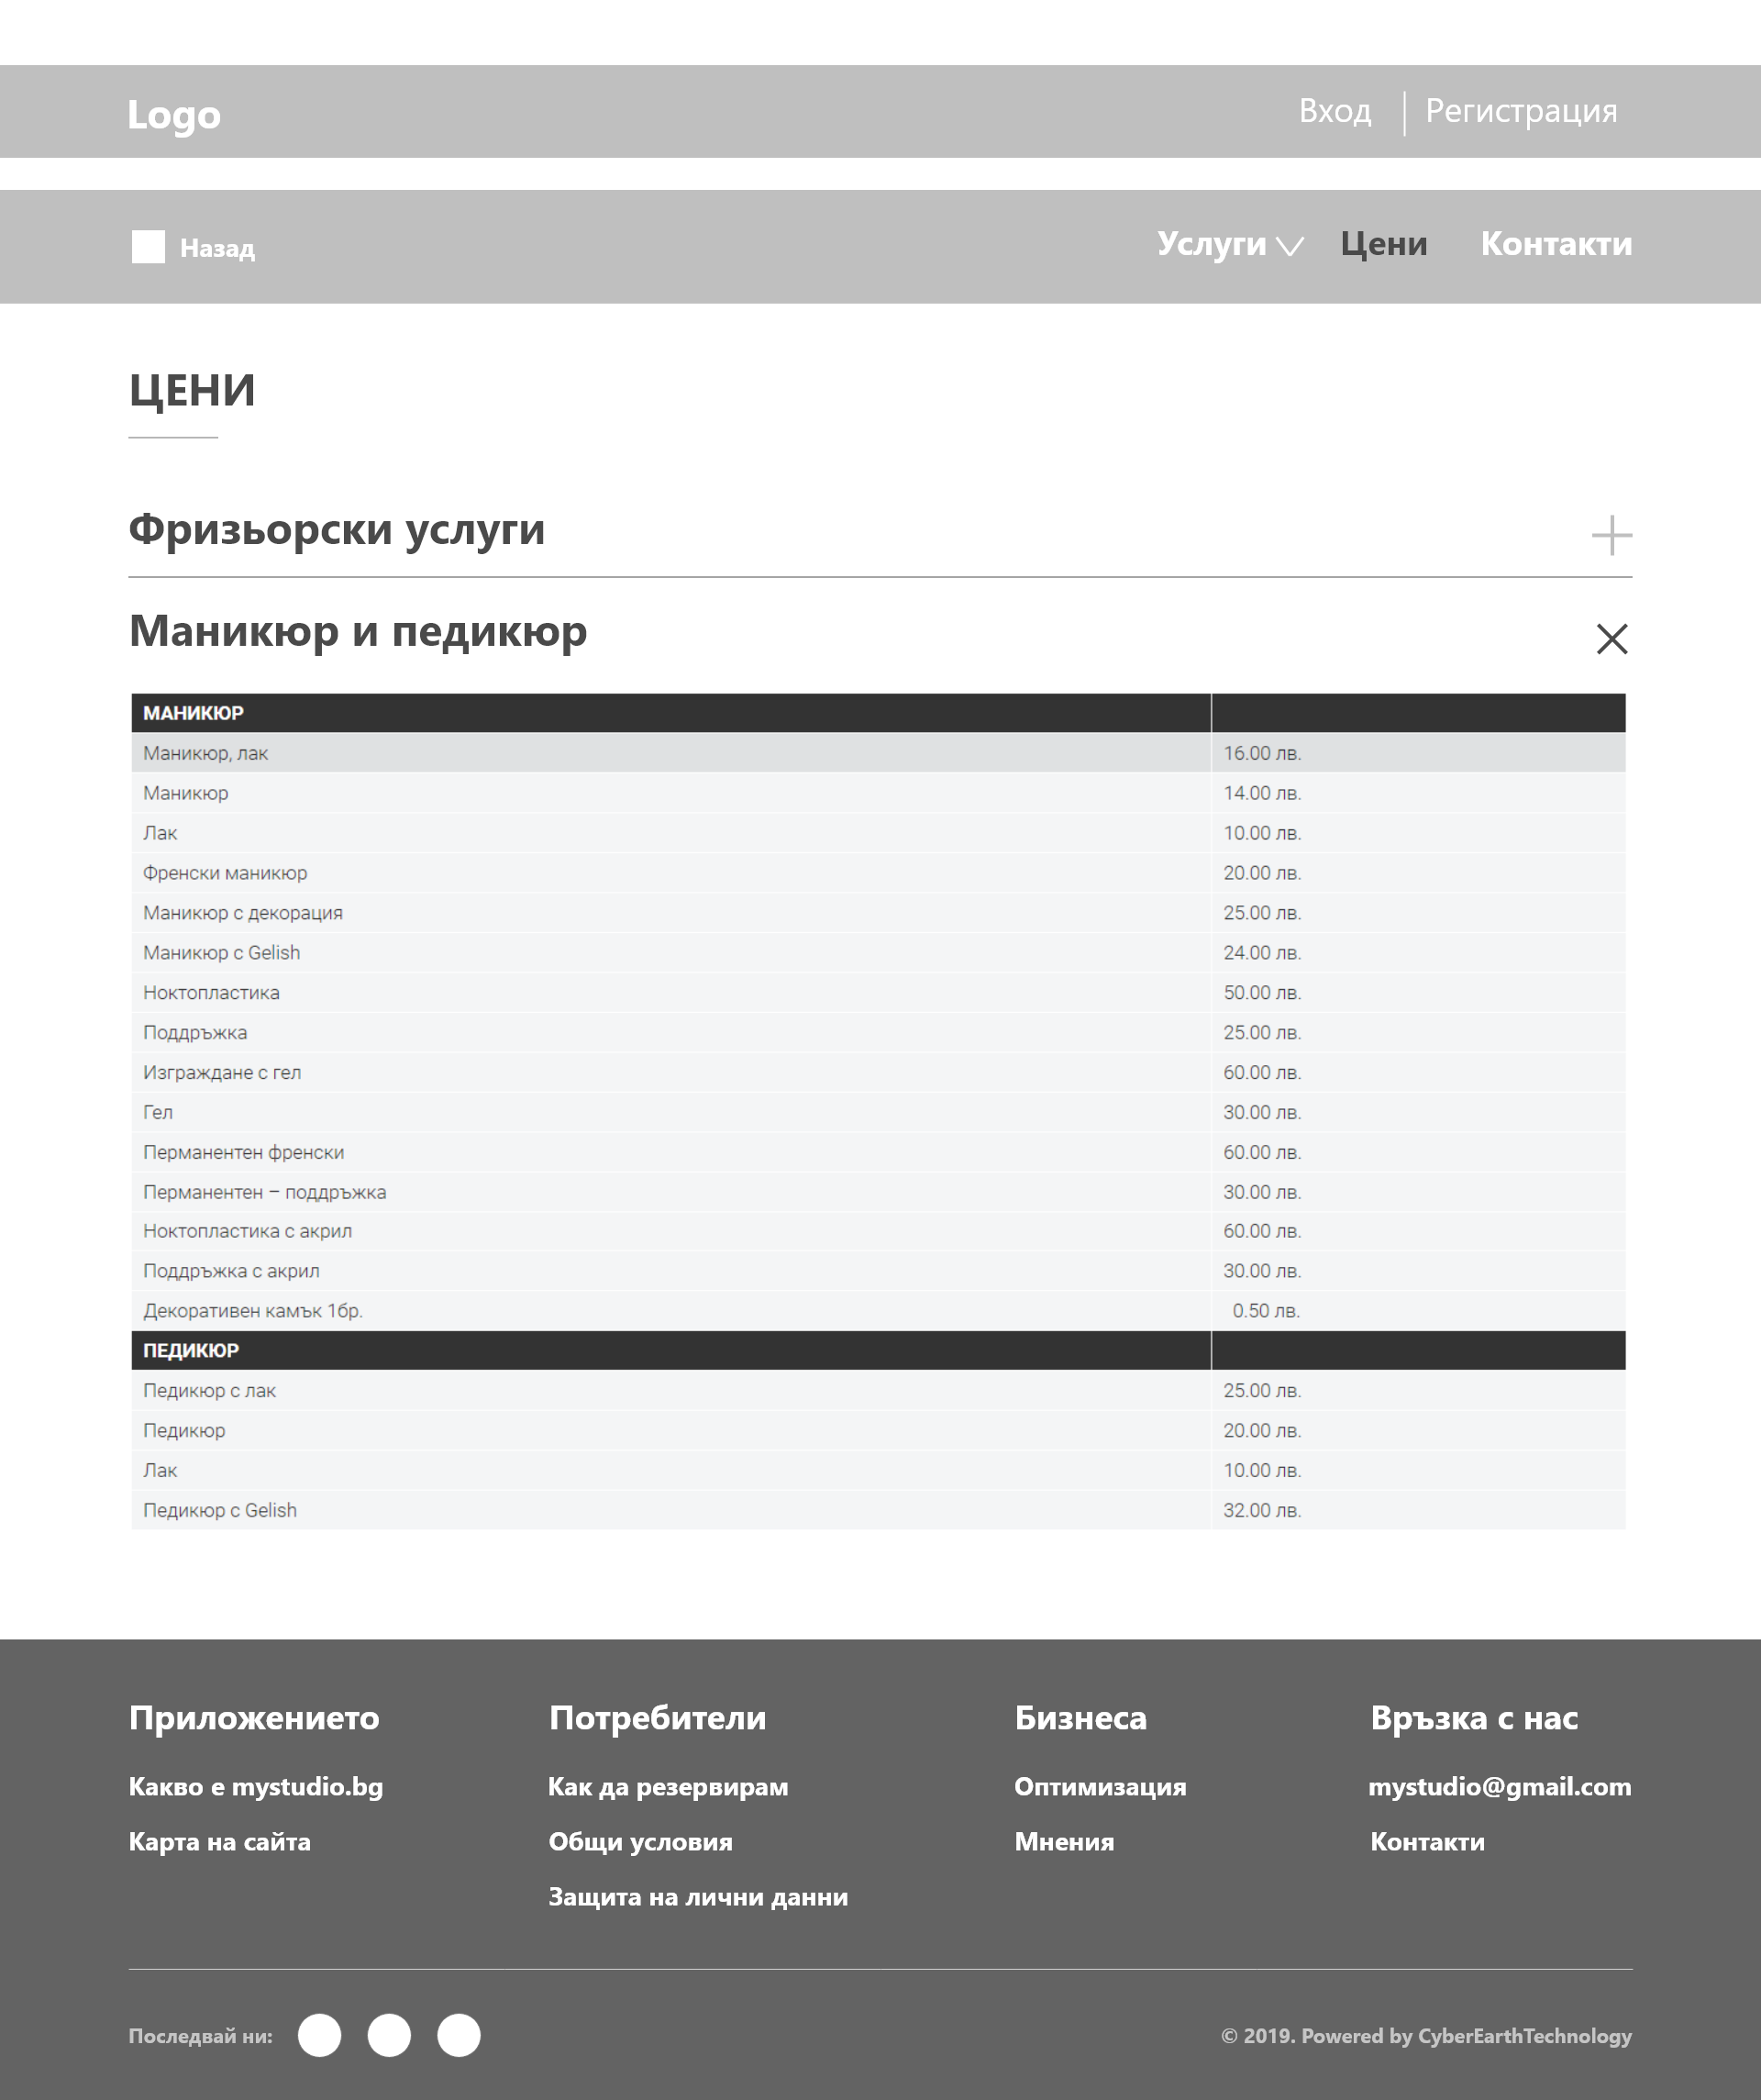 Logo
Вход
Регистрация
Назад
Услуги
Цени
Контакти
ЦЕНИ
Фризьорски услуги
Маникюр и педикюр
МАНИКЮР
Маникюр, лак 16.00 лв.
Маникюр 14.00 лв.
Лак 10.00 лв.
Френски маникюр 20.00 лв.
Маникюр с декорация 25.00 лв.
Маникюр с Gelish 24.00 лв.
Ноктопластика 50.00 лв.
Поддръжка 25.00 лв.
Изграждане с гел 60.00 лв.
Гел 30.00 лв.
Перманентен френски 60.00 лв.
Перманентен – поддръжка 30.00 лв.
Ноктопластика с акрил 60.00 лв.
Поддръжка с акрил 30.00 лв.
Декоративен камък 1бр. 0.50 лв.
ПЕДИКЮР
Педикюр с лак 25.00 лв.
Педикюр 20.00 лв.
Лак 10.00 лв.
Педикюр с Gelish 32.00 лв.
Приложението
Какво е mystudio.bg
Карта на сайта
Потребители
Как да резервирам
Общи условия
Защита на лични данни
Бизнеса
Оптимизация
Мнения
Връзка с нас
mystudio@gmail.com
Контакти
Последвай ни:
© 2019. Powered by CyberEarthTechnology